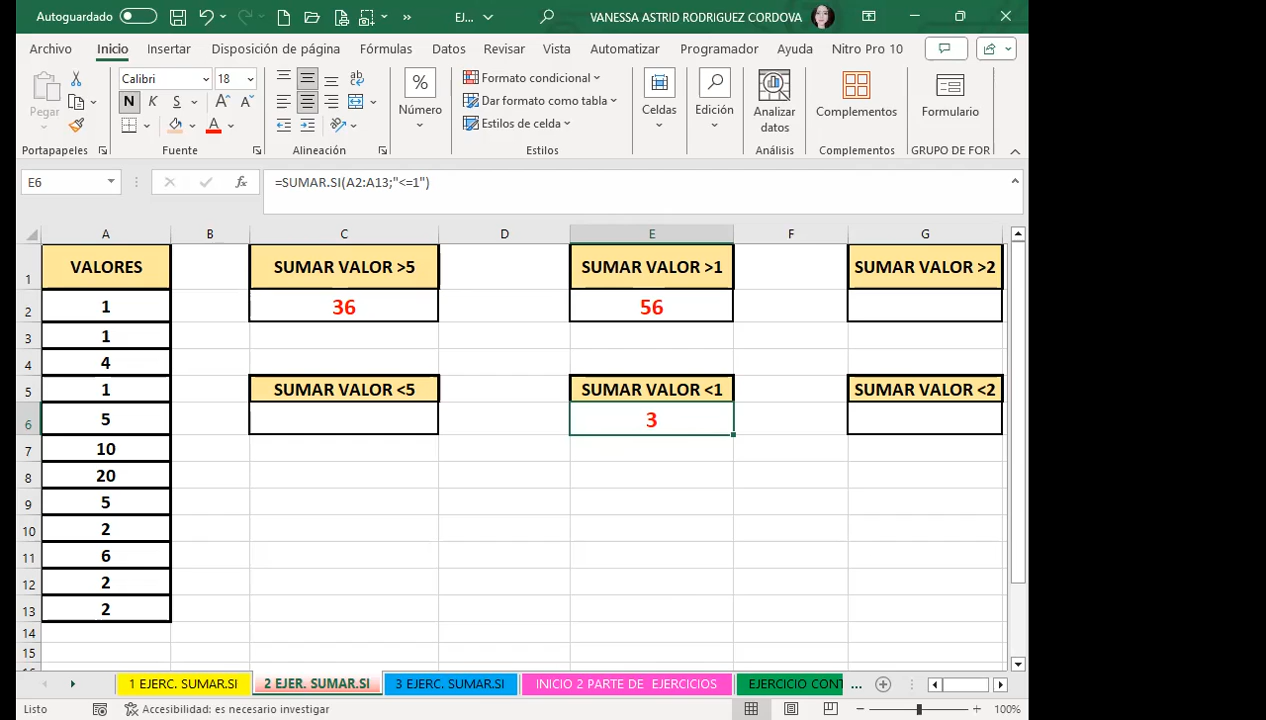 Autoguardado EJ... VANESSA ASTRID RODRIGUEZ CORDOVA
Archivo Inicio Insertar Disposición de página Fórmulas Datos Revisar Vista Automatizar Programador Ayuda Nitro Pro 10
Pegar Calibri 18 Número Formato condicional Celdas Edición Analizar datos Complementos Formulario
N K S Dar formato como tabla
Estilos de celda
Portapapeles Fuente Alineación Estilos Análisis Complementos GRUPO DE FOR
E6 fx =SUMAR.SI(A2:A13;"<=1")
A B C D E F G
1 VALORES SUMAR VALOR >5 SUMAR VALOR >1 SUMAR VALOR >2
2 1 36 56
3 1
4 4
5 1 SUMAR VALOR <5 SUMAR VALOR <1 SUMAR VALOR <2
6 5 3
7 10
8 20
9 5
10 2
11 6
12 2
13 2
14
15
1 EJERC. SUMAR.SI 2 EJER. SUMAR.SI 3 EJERC. SUMAR.SI INICIO 2 PARTE DE EJERCICIOS EJERCICIO CONT ...
Listo Accesibilidad: es necesario investigar 100%